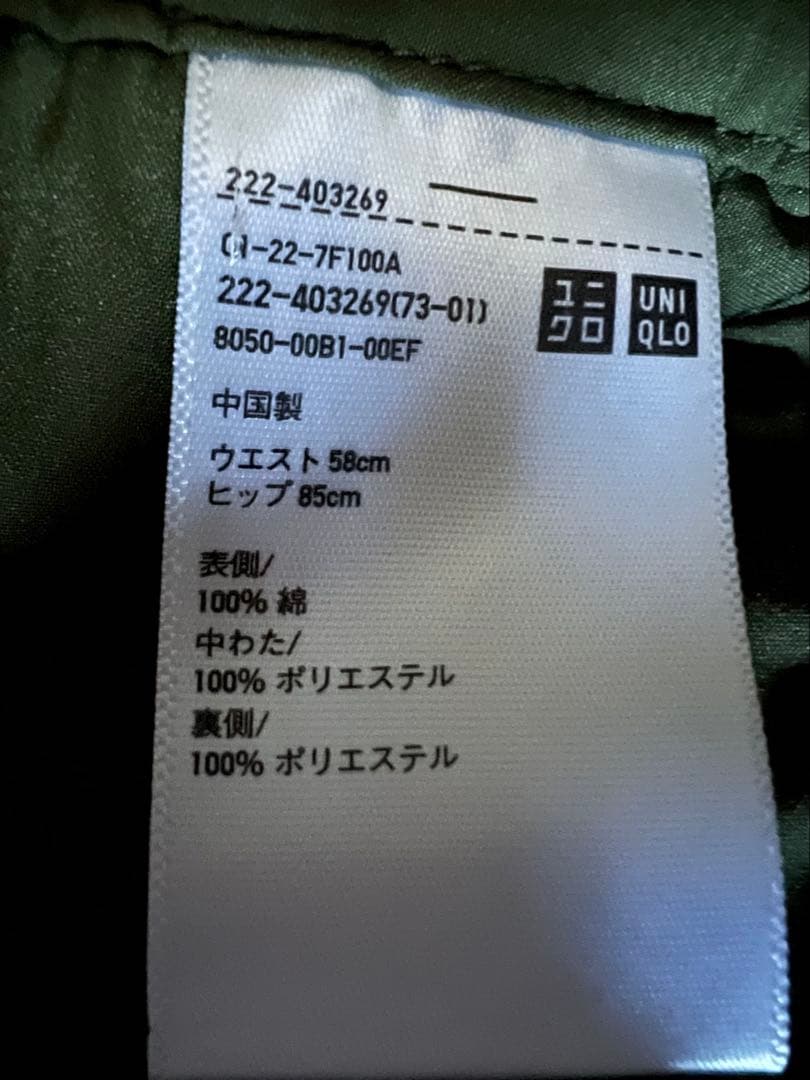 222-403269
01-22-7F100A
222-403269(73-01)
8050-00B1-00EF
ユニ
クロ
UNI
QLO
中国製
ウエスト 58cm
ヒップ 85cm
表側/
100% 綿
中わた/
100% ポリエステル
裏側/
100% ポリエステル